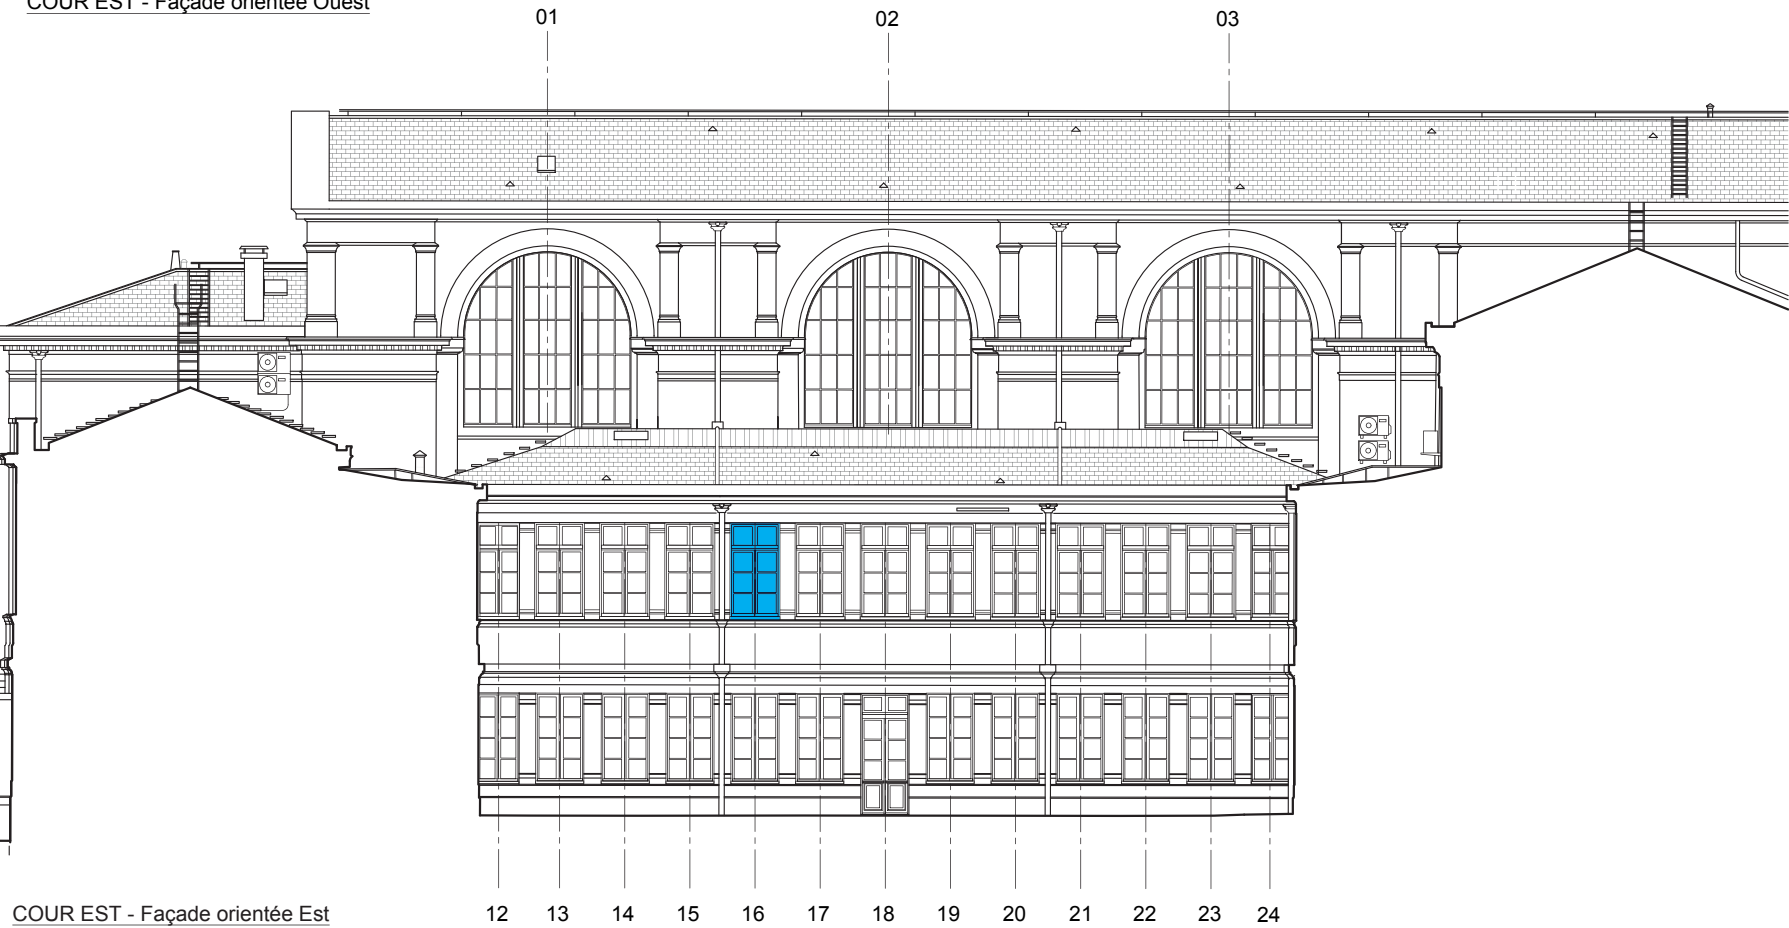 COUR EST - Façade orientée Ouest
01 02 03
COUR EST - Façade orientée Est
12 13 14 15 16 17 18 19 20 21 22 23 24